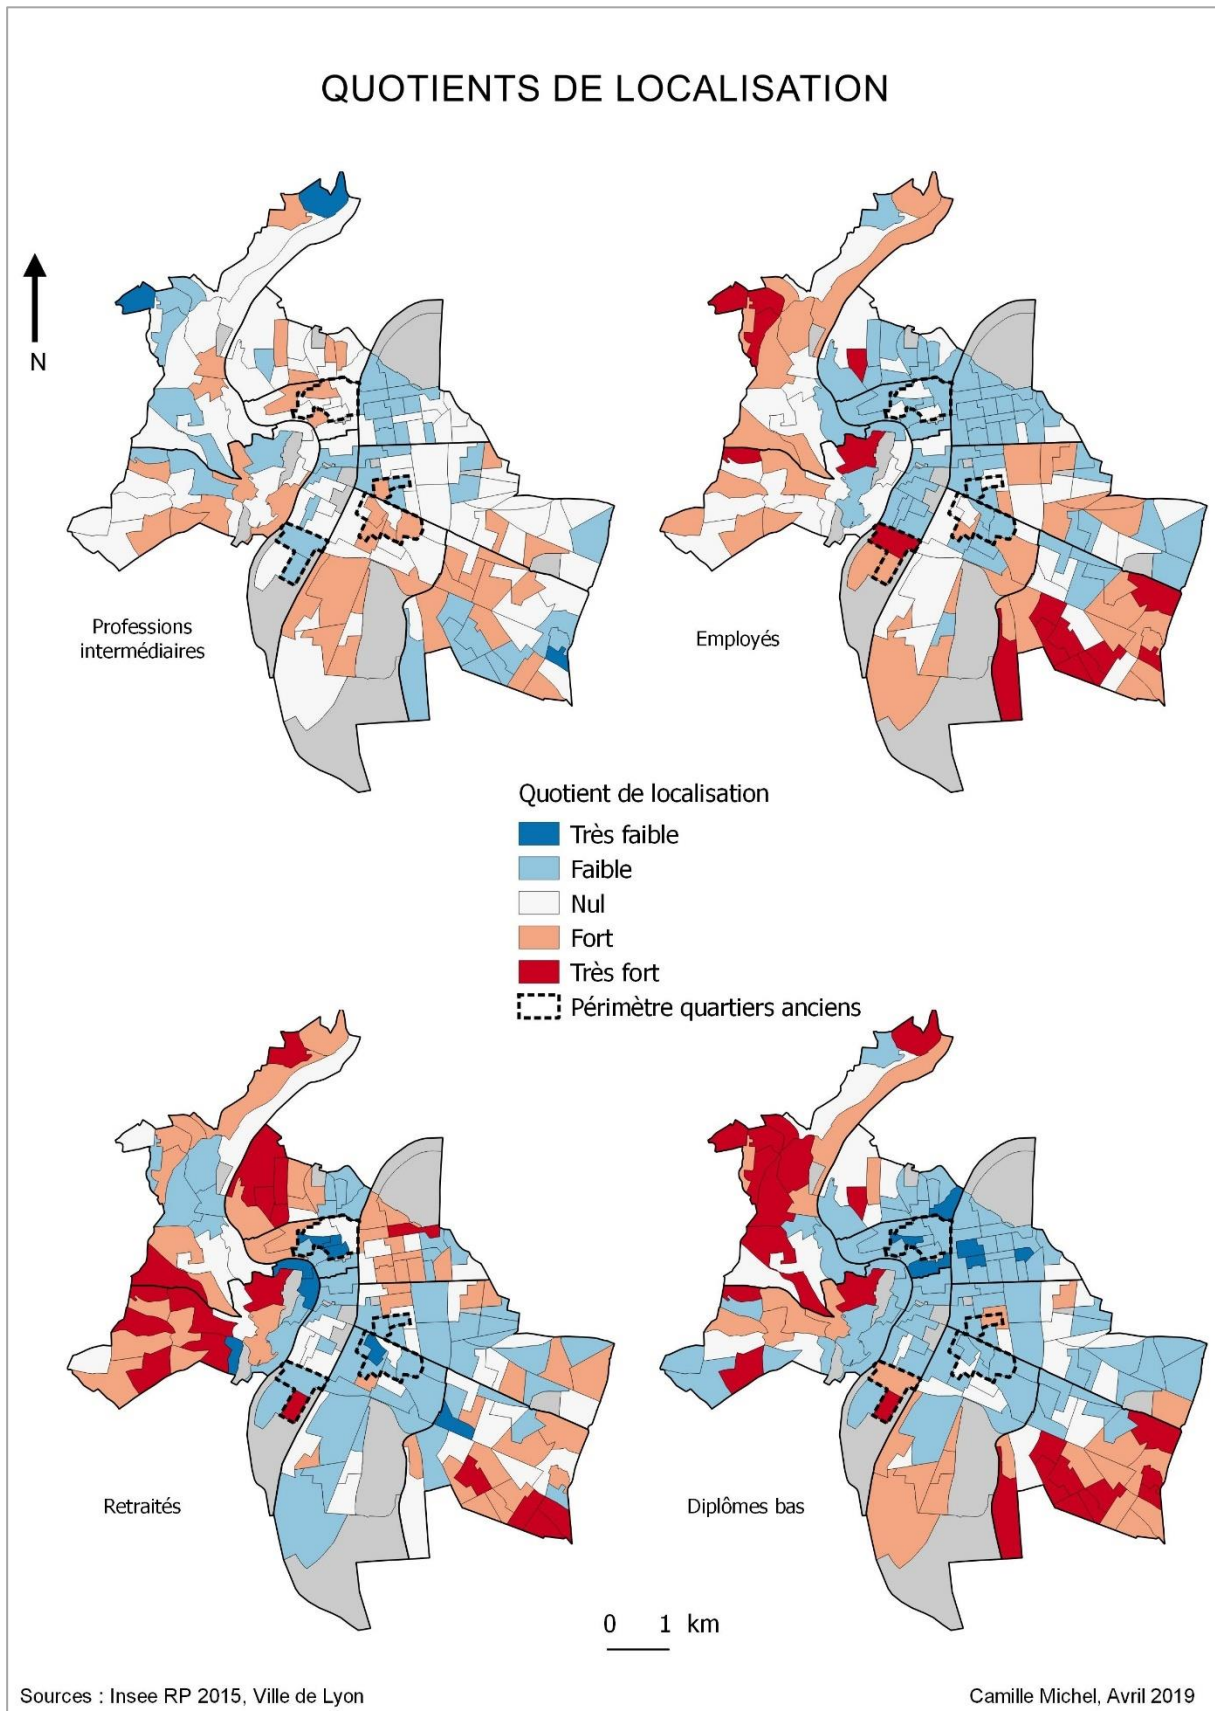 QUOTIENTS DE LOCALISATION
N
Professions
intermédiaires
Employés
Quotient de localisation
Très faible
Faible
Nul
Fort
Très fort
Périmètre quartiers anciens
Retraités
Diplômes bas
0 1 km
Sources : Insee RP 2015, Ville de Lyon
Camille Michel, Avril 2019